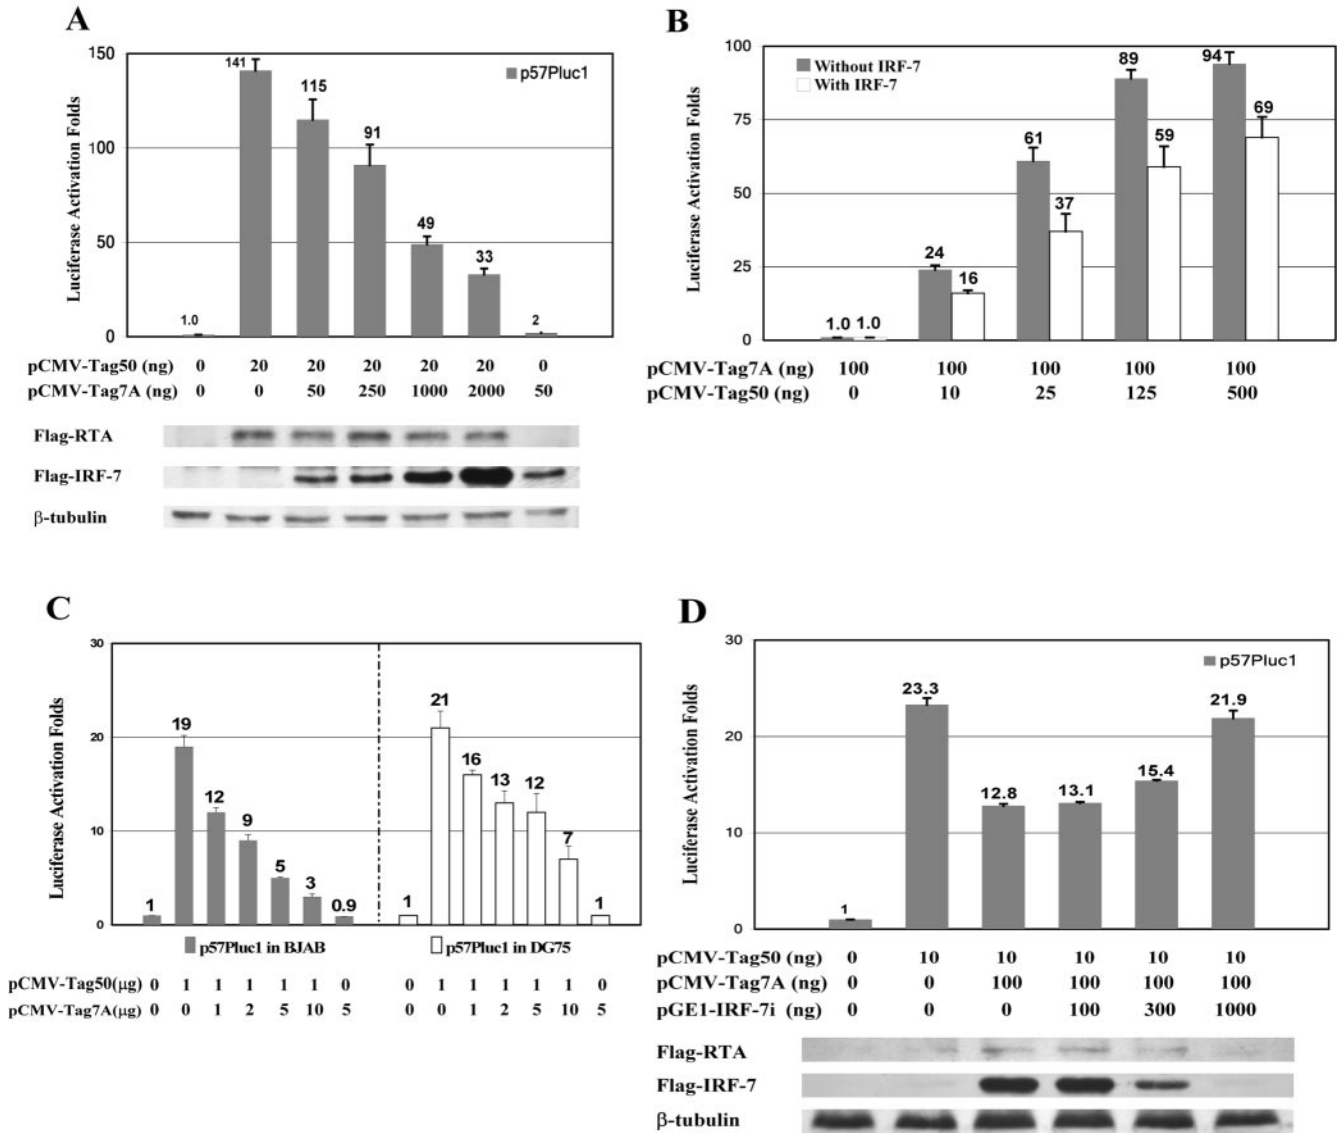 A
Luciferase Activation Folds
150
100
50
0
p57Pluc1
1.0
141
115
91
49
33
2
pCMV-Tag50 (ng) 0 20 20 20 20 20 0
pCMV-Tag7A (ng) 0 0 50 250 1000 2000 50
Flag-RTA
Flag-IRF-7
β-tubulin
B
Luciferase Activation Folds
100
75
50
25
0
Without IRF-7
With IRF-7
1.0 1.0
24
16
61
37
89
59
94
69
pCMV-Tag7A (ng) 100 100 100 100 100
pCMV-Tag50 (ng) 0 10 25 125 500
C
Luciferase Activation Folds
30
20
10
0
1
19
12
9
5
3
0.9
1
21
16
13
12
7
1
p57Pluc1 in BJAB
p57Pluc1 in DG75
pCMV-Tag50(μg) 0 1 1 1 1 1 0 0 1 1 1 1 1 0
pCMV-Tag7A(μg) 0 0 1 2 5 10 5 0 0 1 2 5 10 5
D
Luciferase Activation Folds
30
20
10
0
p57Pluc1
1
23.3
12.8
13.1
15.4
21.9
pCMV-Tag50 (ng) 0 10 10 10 10 10
pCMV-Tag7A (ng) 0 0 100 100 100 100
pGE1-IRF-7i (ng) 0 0 0 100 300 1000
Flag-RTA
Flag-IRF-7
β-tubulin